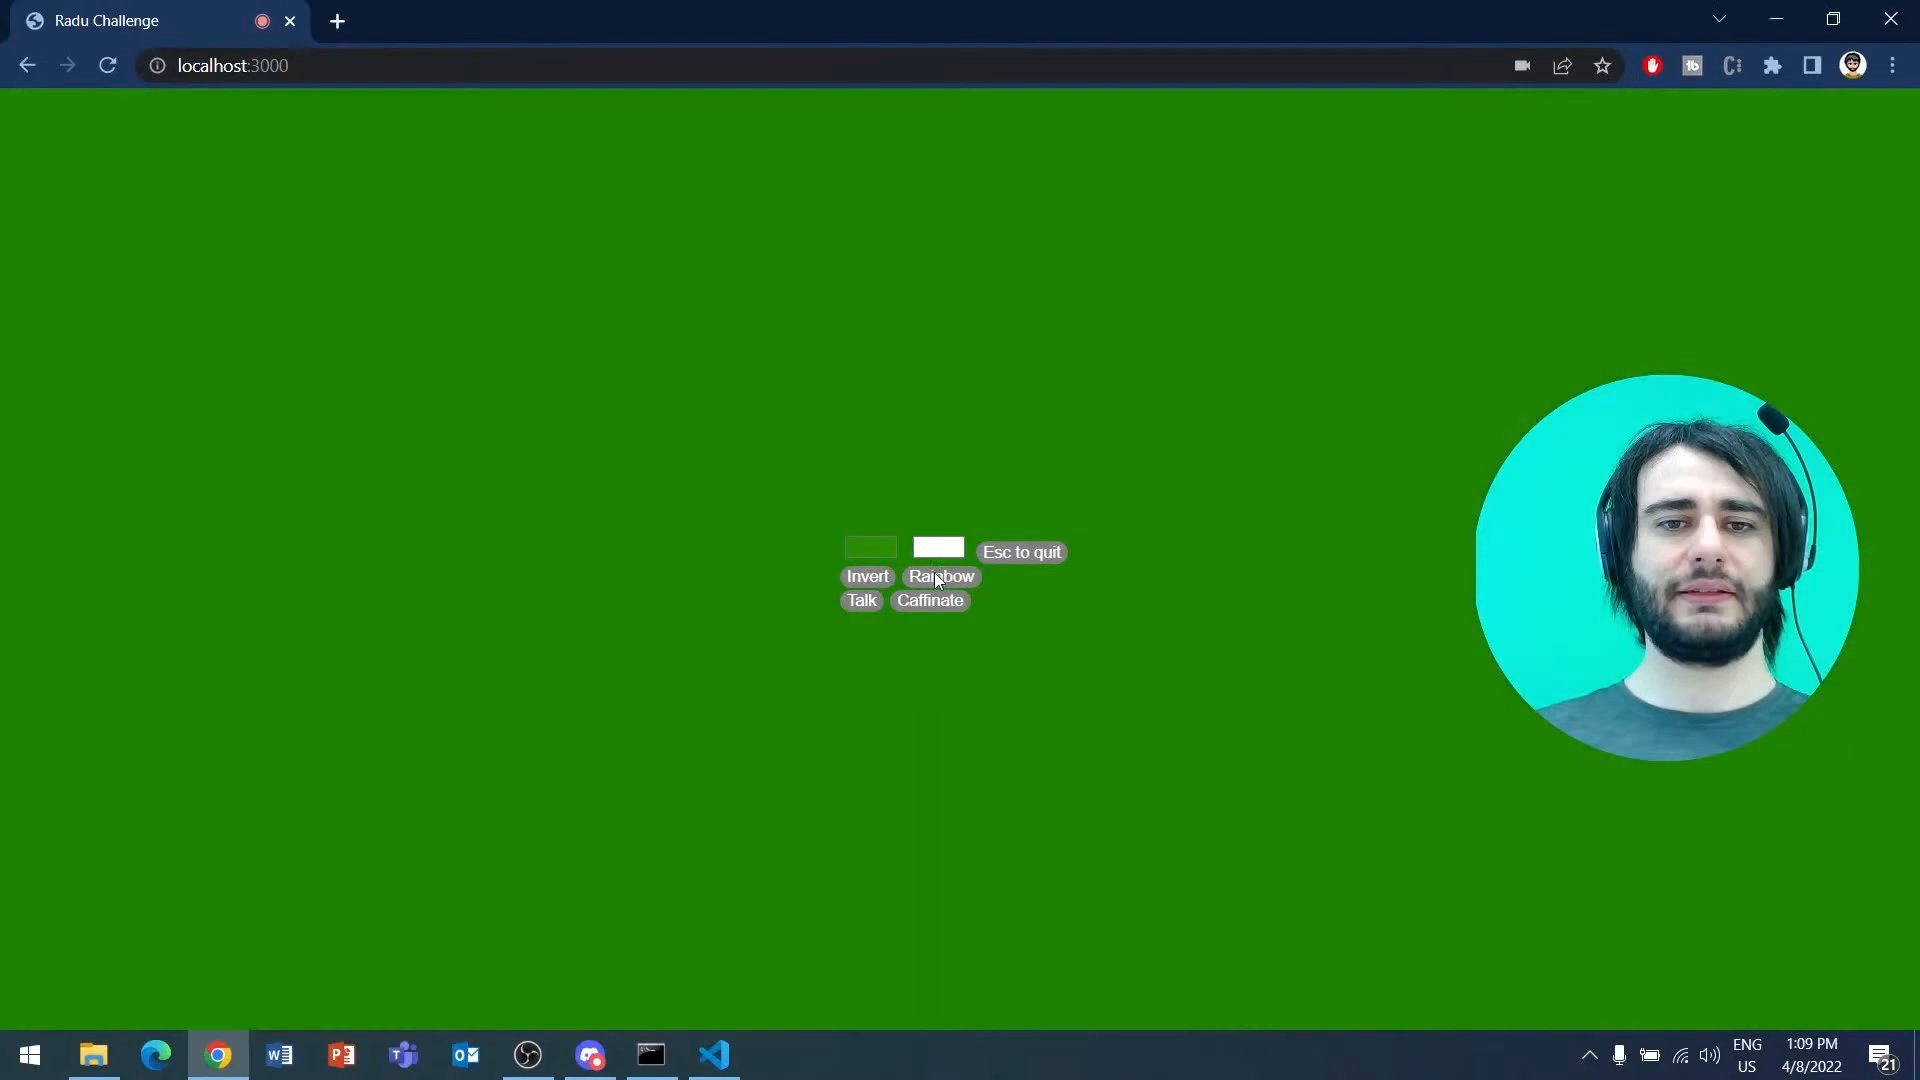 Radu Challenge
localhost:3000
Esc to quit
Invert Rainbow
Talk Caffinate
ENG
US
1:09 PM
4/8/2022
21